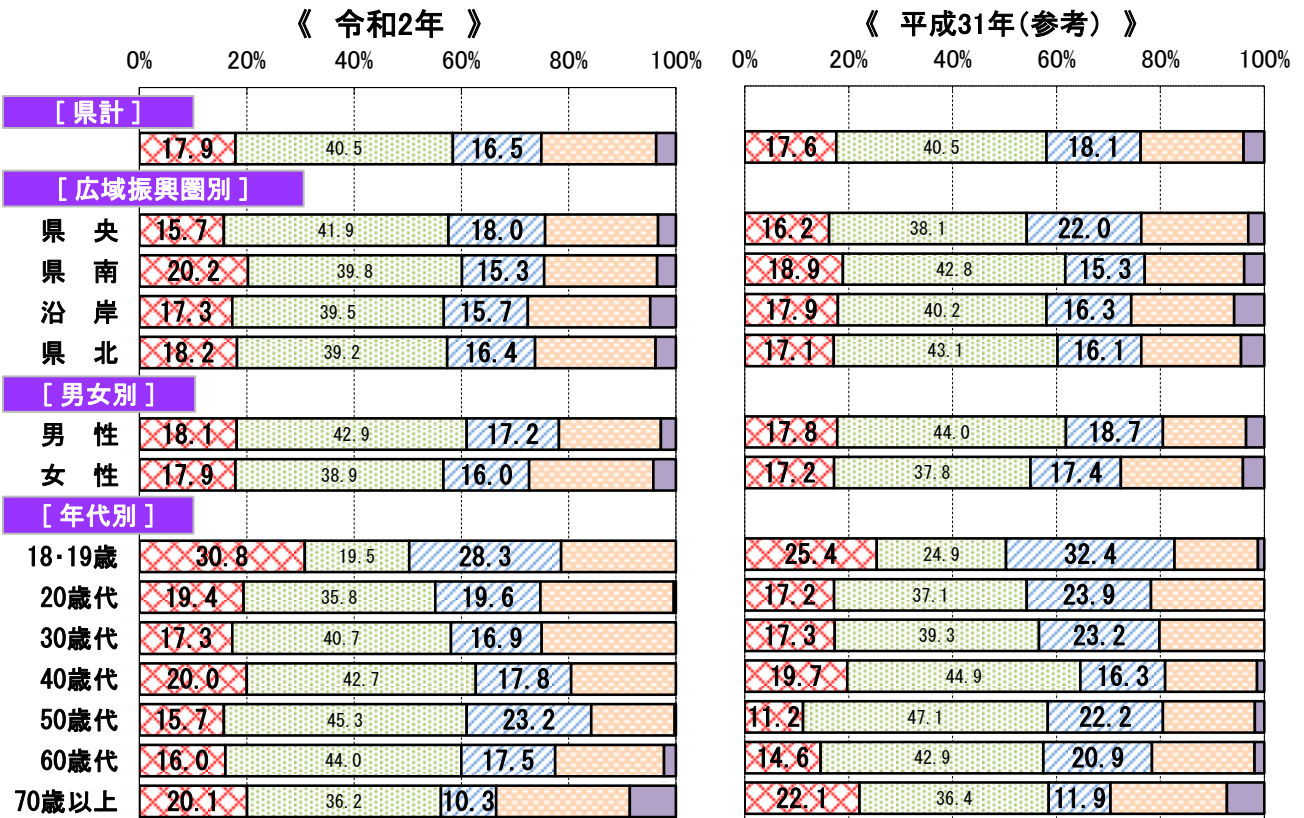 《 令和2年 》 《 平成31年(参考) 》
0% 20% 40% 60% 80% 100% 0% 20% 40% 60% 80% 100%
[ 県計 ]
17.9 40.5 16.5 17.6 40.5 18.1
[ 広域振興圏別 ]
県 央 15.7 41.9 18.0 16.2 38.1 22.0
県 南 20.2 39.8 15.3 18.9 42.8 15.3
沿 岸 17.3 39.5 15.7 17.9 40.2 16.3
県 北 18.2 39.2 16.4 17.1 43.1 16.1
[ 男女別 ]
男 性 18.1 42.9 17.2 17.8 44.0 18.7
女 性 17.9 38.9 16.0 17.2 37.8 17.4
[ 年代別 ]
18・19歳 30.8 19.5 28.3 25.4 24.9 32.4
20歳代 19.4 35.8 19.6 17.2 37.1 23.9
30歳代 17.3 40.7 16.9 17.3 39.3 23.2
40歳代 20.0 42.7 17.8 19.7 44.9 16.3
50歳代 15.7 45.3 23.2 11.2 47.1 22.2
60歳代 16.0 44.0 17.5 14.6 42.9 20.9
70歳以上 20.1 36.2 10.3 22.1 36.4 11.9